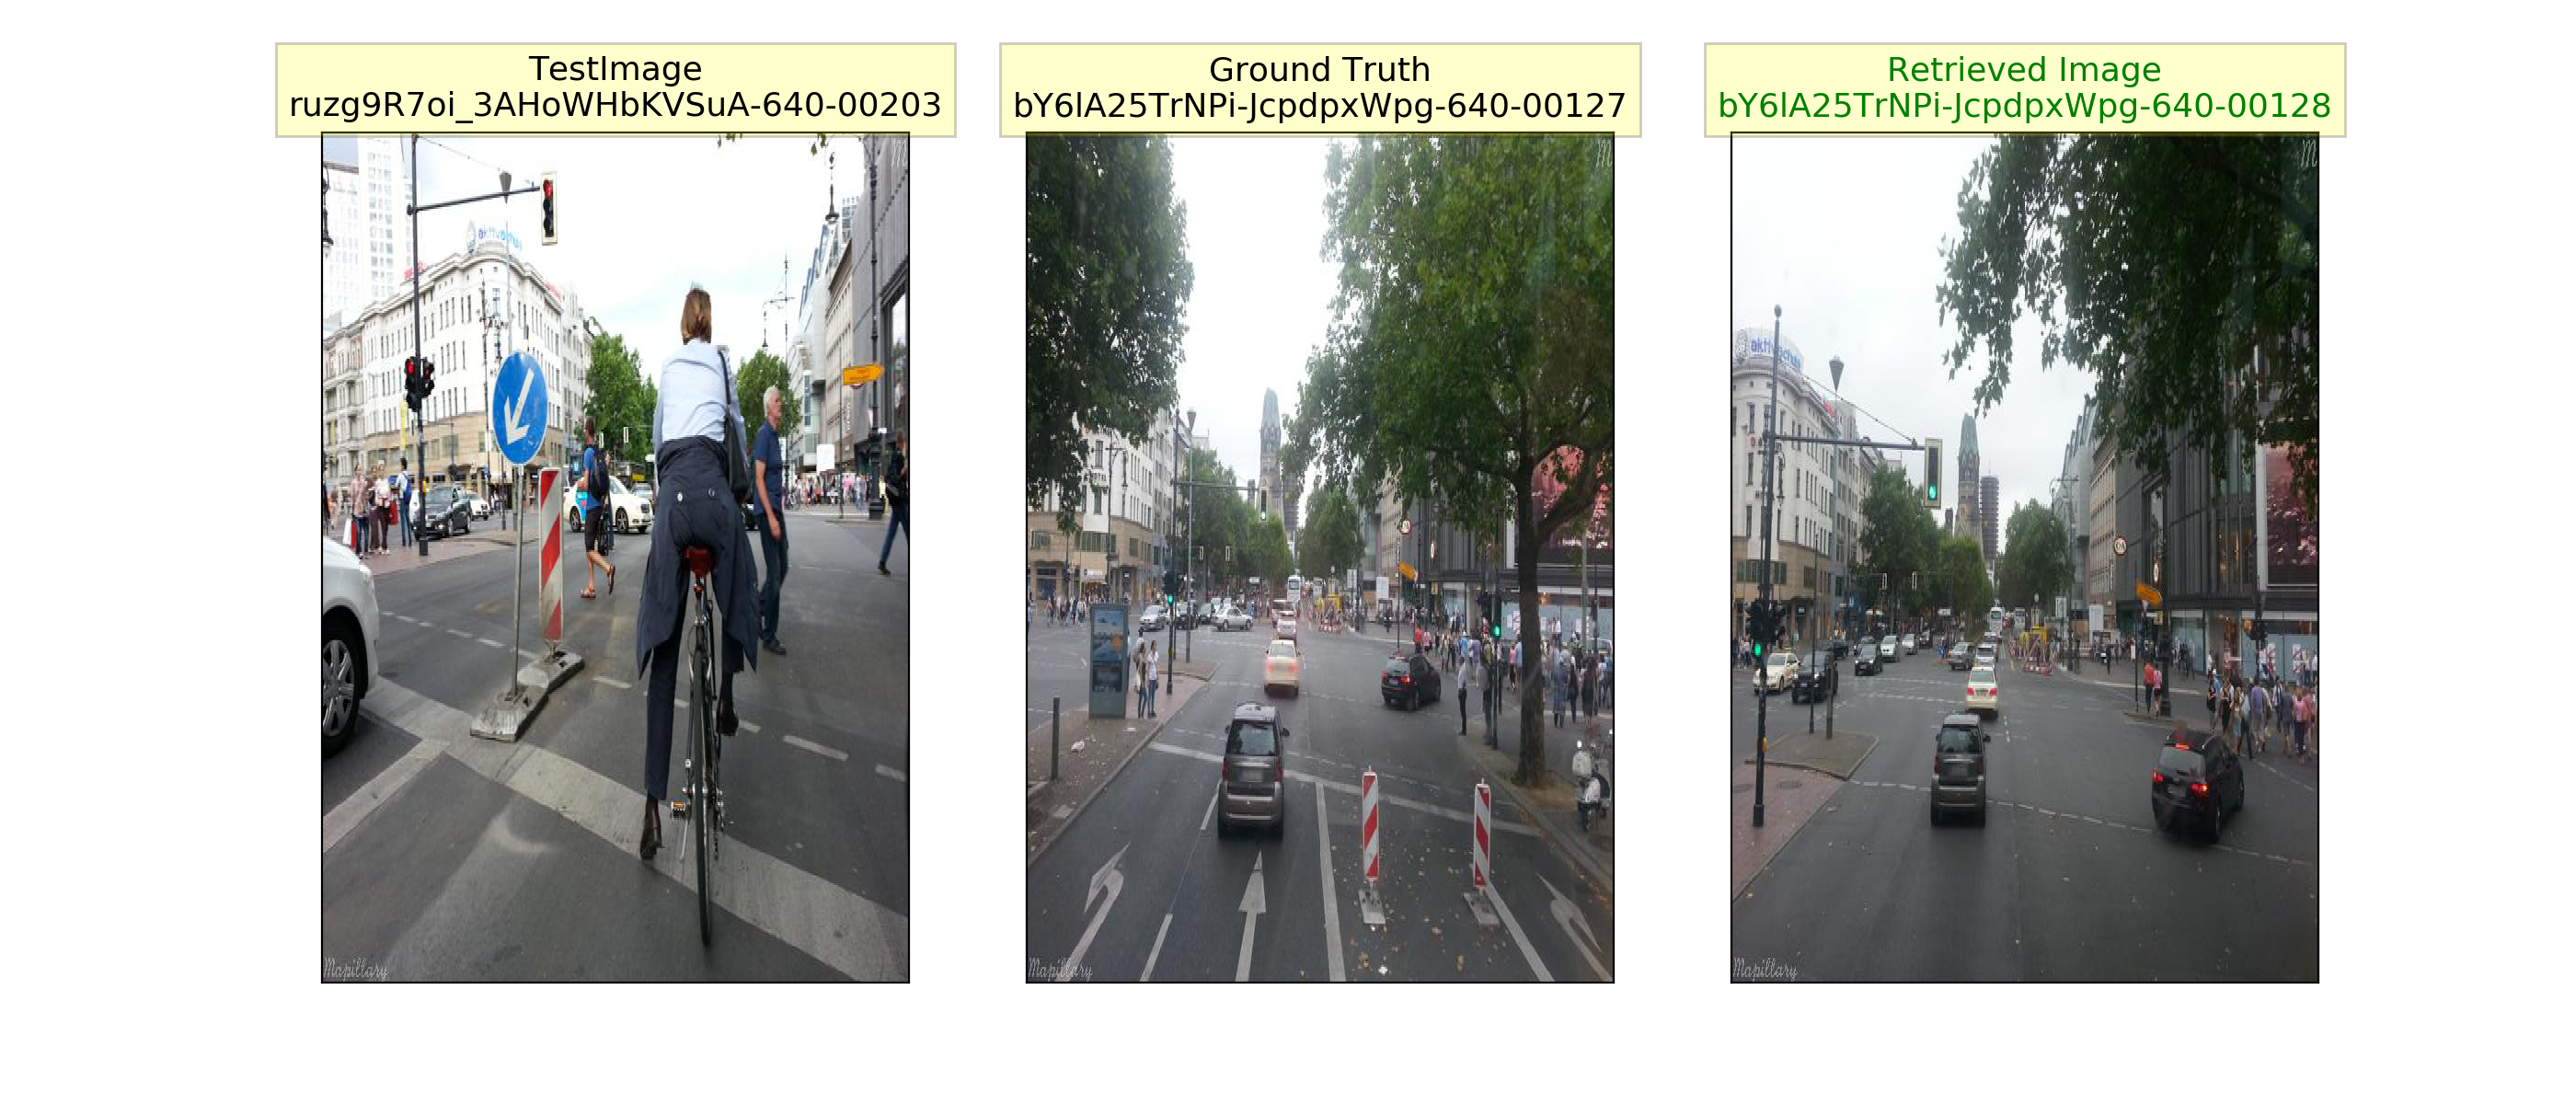 TestImage
ruzg9R7oi_3AHoWHbKVSuA-640-00203
Ground Truth
bY6lA25TrNPi-JcpdpxWpg-640-00127
Retrieved Image
bY6lA25TrNPi-JcpdpxWpg-640-00128
M
M
M
Mapillary
Mapillary
Mapillary